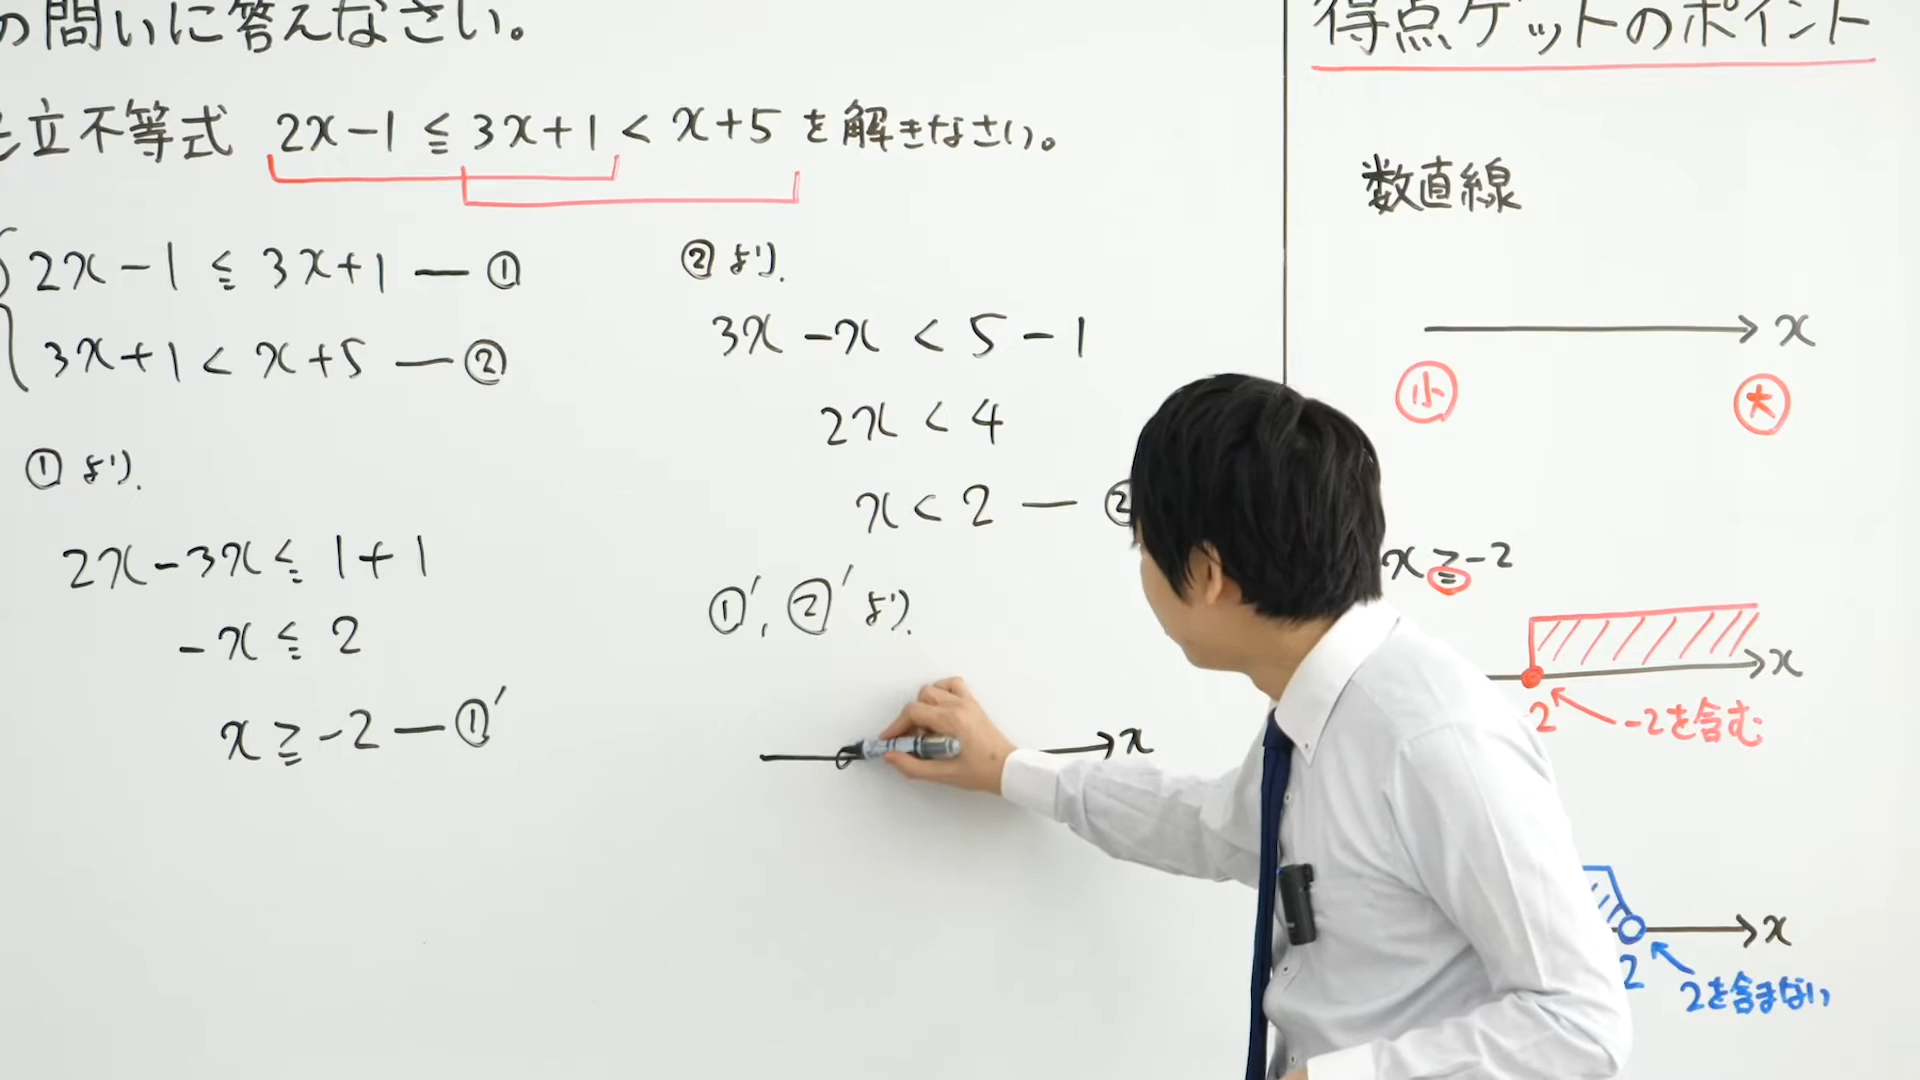 の問いに答えなさい。
立不等式 2x-1 ≦ 3x+1 < x+5 を解きなさい。
2x-1 ≦ 3x+1 ― ①
3x+1 < x+5 ― ②
①より、
2x-3x ≦ 1+1
-x ≦ 2
x ≧ -2 ― ①'
②より、
3x-x < 5-1
2x < 4
x < 2 ―
①', ②'より、
x
得点ゲットのポイント
数直線
x
小 大
x ≧ -2
x
2 -2を含む
x
2 2を含まない